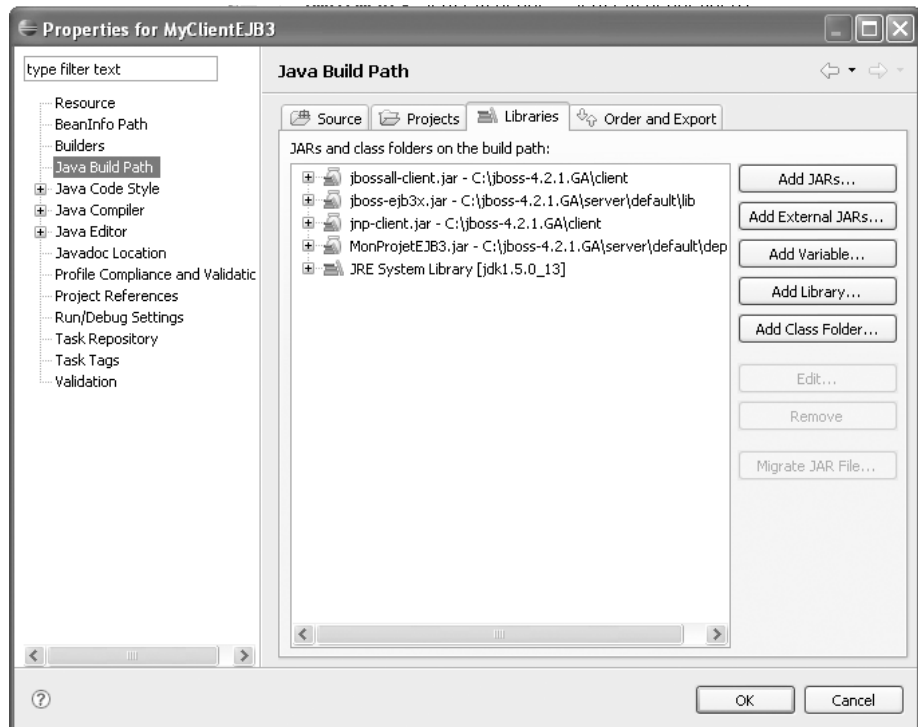 Properties for MyClientEJB3
type filter text
Resource
BeanInfo Path
Builders
Java Build Path
Java Code Style
Java Compiler
Java Editor
Javadoc Location
Profile Compliance and Validatic
Project References
Run/Debug Settings
Task Repository
Task Tags
Validation
Java Build Path
Source Projects Libraries Order and Export
JARs and class folders on the build path:
jbossall-client.jar - C:\jboss-4.2.1.GA\client
jboss-ejb3x.jar - C:\jboss-4.2.1.GA\server\default\lib
jnp-client.jar - C:\jboss-4.2.1.GA\client
MonProjetEJB3.jar - C:\jboss-4.2.1.GA\server\default\dep
JRE System Library [jdk1.5.0_13]
Add JARs...
Add External JARs...
Add Variable...
Add Library...
Add Class Folder...
Edit...
Remove
Migrate JAR File...
OK Cancel